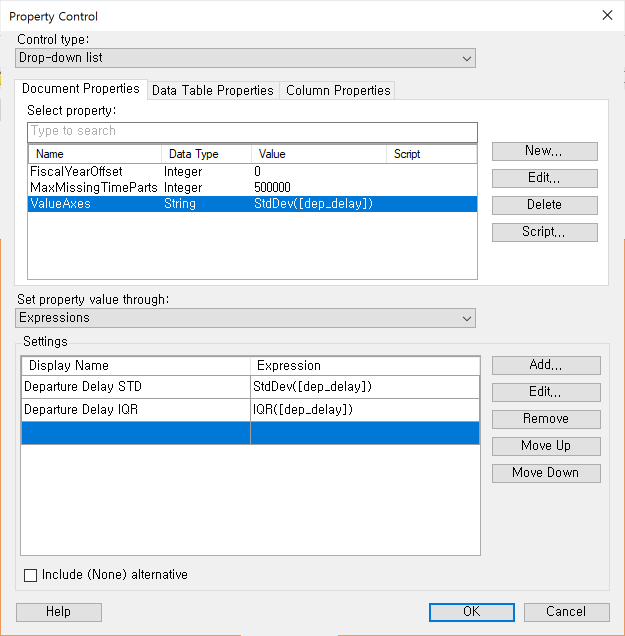 Property Control
Control type:
Drop-down list
Document Properties Data Table Properties Column Properties
Select property:
Type to search
Name Data Type Value Script
FiscalYearOffset Integer 0
MaxMissingTimeParts Integer 500000
ValueAxes String StdDev([dep_delay])
New...
Edit...
Delete
Script...
Set property value through:
Expressions
Settings
Display Name Expression
Departure Delay STD StdDev([dep_delay])
Departure Delay IQR IQR([dep_delay])
Add...
Edit...
Remove
Move Up
Move Down
Include (None) alternative
Help OK Cancel